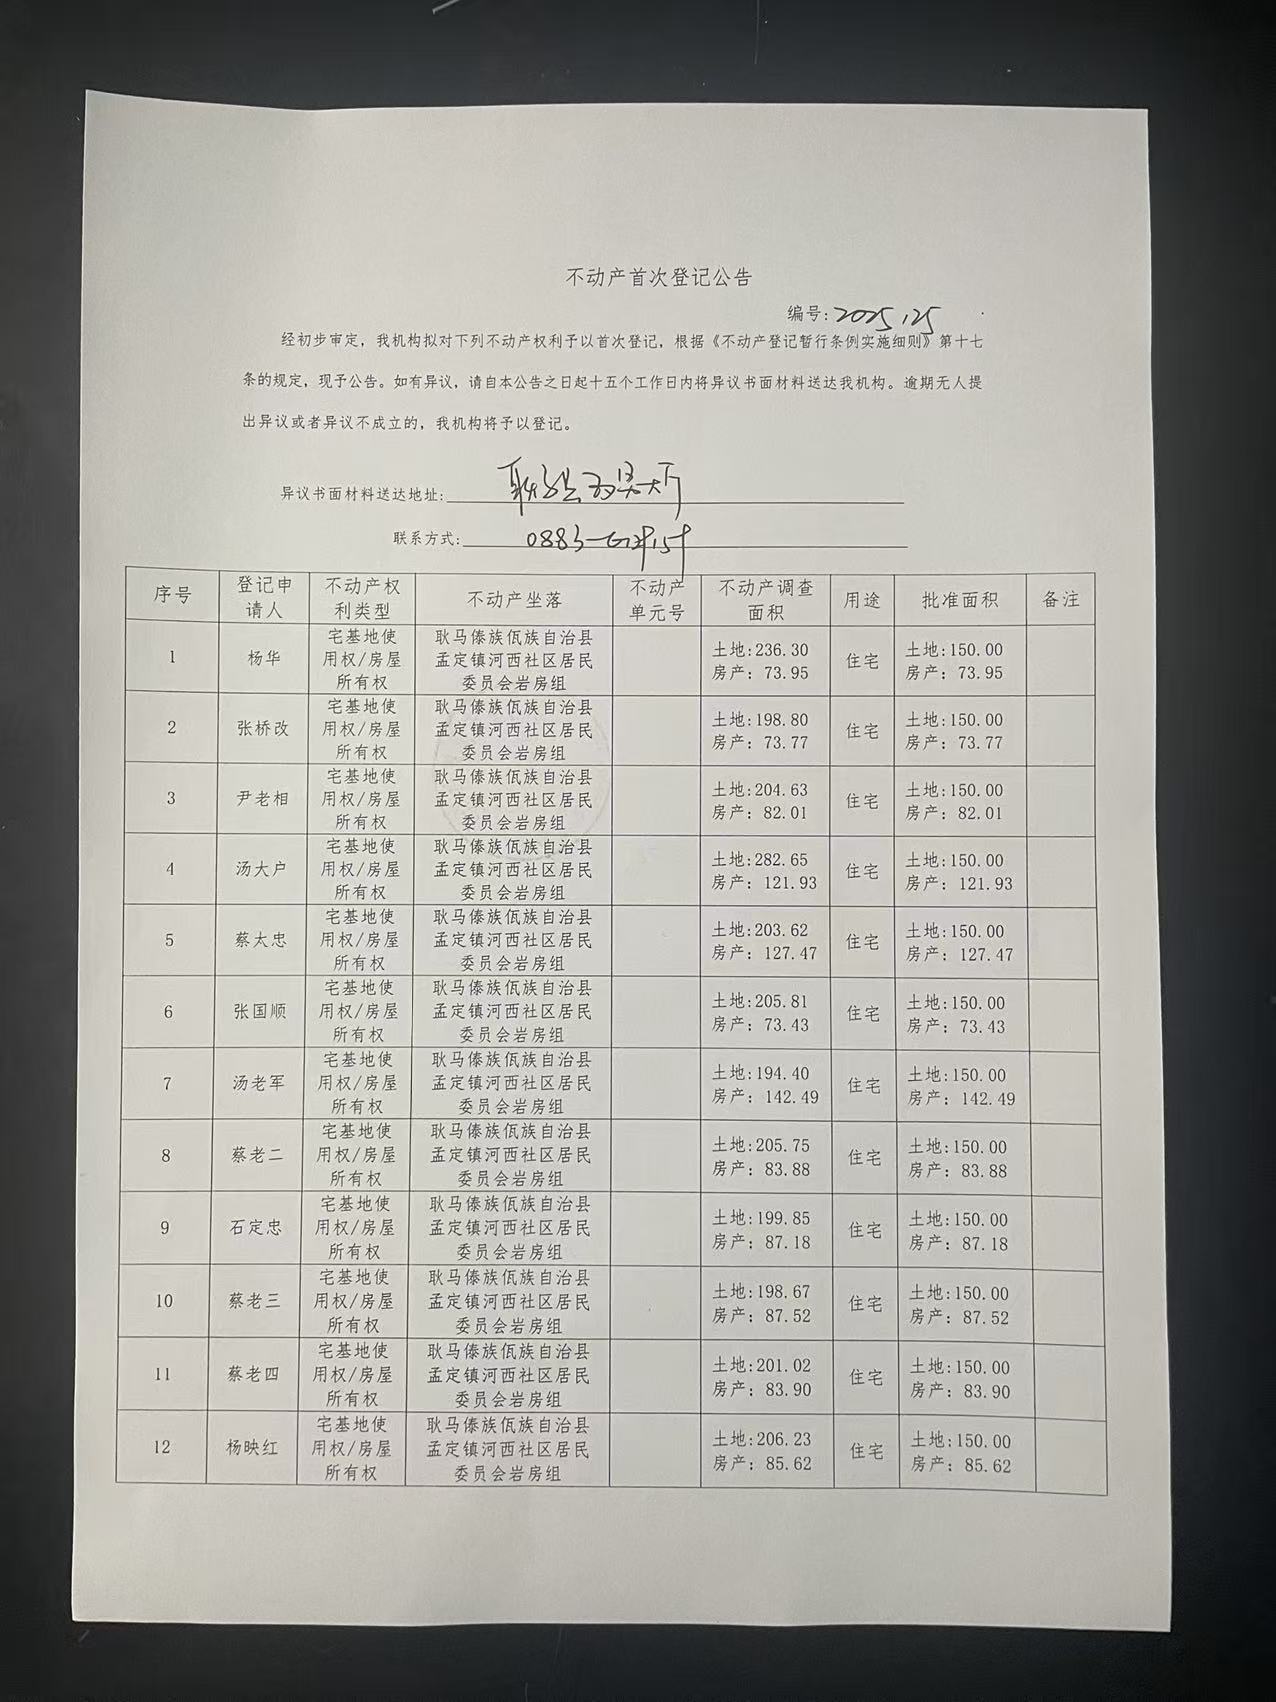 不动产首次登记公告
编号:2025.125
经初步审定，我机构拟对下列不动产权利予以首次登记，根据《不动产登记暂行条例实施细则》第十七
条的规定，现予公告。如有异议，请自本公告之日起十五个工作日内将异议书面材料送达我机构。逾期无人提
出异议或者异议不成立的，我机构将予以登记。
异议书面材料送达地址:
联系方式: 0883-
序号 登记申请人 不动产权利类型 不动产坐落 不动产单元号 不动产调查面积 用途 批准面积 备注
1 杨华 宅基地使用权/房屋所有权 耿马傣族佤族自治县孟定镇河西社区居民委员会岩房组 土地:236.30 房产: 73.95 住宅 土地:150.00 房产: 73.95
2 张桥改 宅基地使用权/房屋所有权 耿马傣族佤族自治县孟定镇河西社区居民委员会岩房组 土地:198.80 房产: 73.77 住宅 土地:150.00 房产: 73.77
3 尹老相 宅基地使用权/房屋所有权 耿马傣族佤族自治县孟定镇河西社区居民委员会岩房组 土地:204.63 房产: 82.01 住宅 土地:150.00 房产: 82.01
4 汤大户 宅基地使用权/房屋所有权 耿马傣族佤族自治县孟定镇河西社区居民委员会岩房组 土地:282.65 房产: 121.93 住宅 土地:150.00 房产: 121.93
5 蔡太忠 宅基地使用权/房屋所有权 耿马傣族佤族自治县孟定镇河西社区居民委员会岩房组 土地:203.62 房产: 127.47 住宅 土地:150.00 房产: 127.47
6 张国顺 宅基地使用权/房屋所有权 耿马傣族佤族自治县孟定镇河西社区居民委员会岩房组 土地:205.81 房产: 73.43 住宅 土地:150.00 房产: 73.43
7 汤老军 宅基地使用权/房屋所有权 耿马傣族佤族自治县孟定镇河西社区居民委员会岩房组 土地:194.40 房产: 142.49 住宅 土地:150.00 房产: 142.49
8 蔡老二 宅基地使用权/房屋所有权 耿马傣族佤族自治县孟定镇河西社区居民委员会岩房组 土地:205.75 房产: 83.88 住宅 土地:150.00 房产: 83.88
9 石定忠 宅基地使用权/房屋所有权 耿马傣族佤族自治县孟定镇河西社区居民委员会岩房组 土地:199.85 房产: 87.18 住宅 土地:150.00 房产: 87.18
10 蔡老三 宅基地使用权/房屋所有权 耿马傣族佤族自治县孟定镇河西社区居民委员会岩房组 土地:198.67 房产: 87.52 住宅 土地:150.00 房产: 87.52
11 蔡老四 宅基地使用权/房屋所有权 耿马傣族佤族自治县孟定镇河西社区居民委员会岩房组 土地:201.02 房产: 83.90 住宅 土地:150.00 房产: 83.90
12 杨映红 宅基地使用权/房屋所有权 耿马傣族佤族自治县孟定镇河西社区居民委员会岩房组 土地:206.23 房产: 85.62 住宅 土地:150.00 房产: 85.62